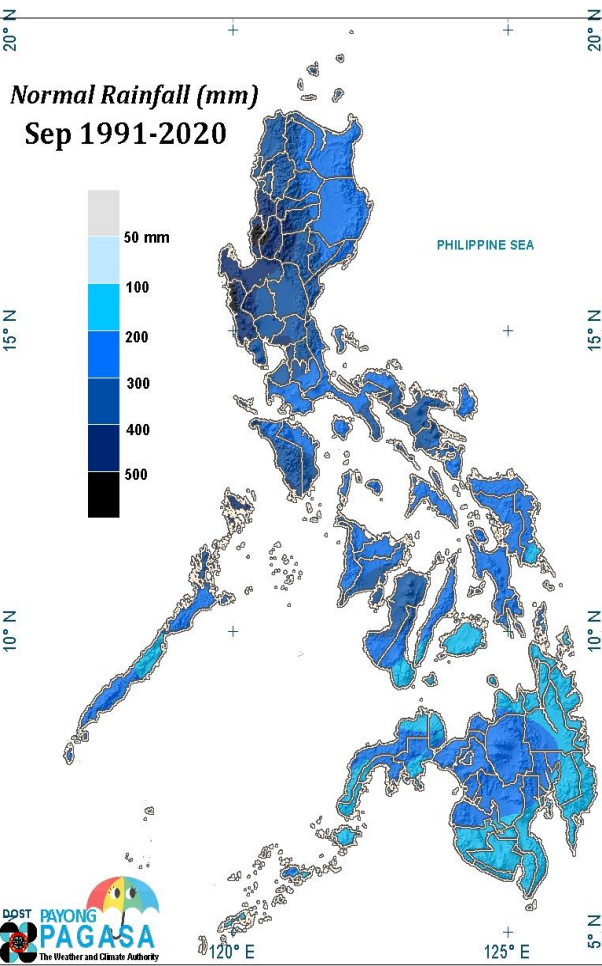 20° N
20° N
Normal Rainfall (mm)
Sep 1991-2020
50 mm
100
200
300
400
500
PHILIPPINE SEA
15° N
15° N
10° N
10° N
DOST
PAYONG
PAGASA
The Weather and Climate Authority
120° E
125° E
5° N